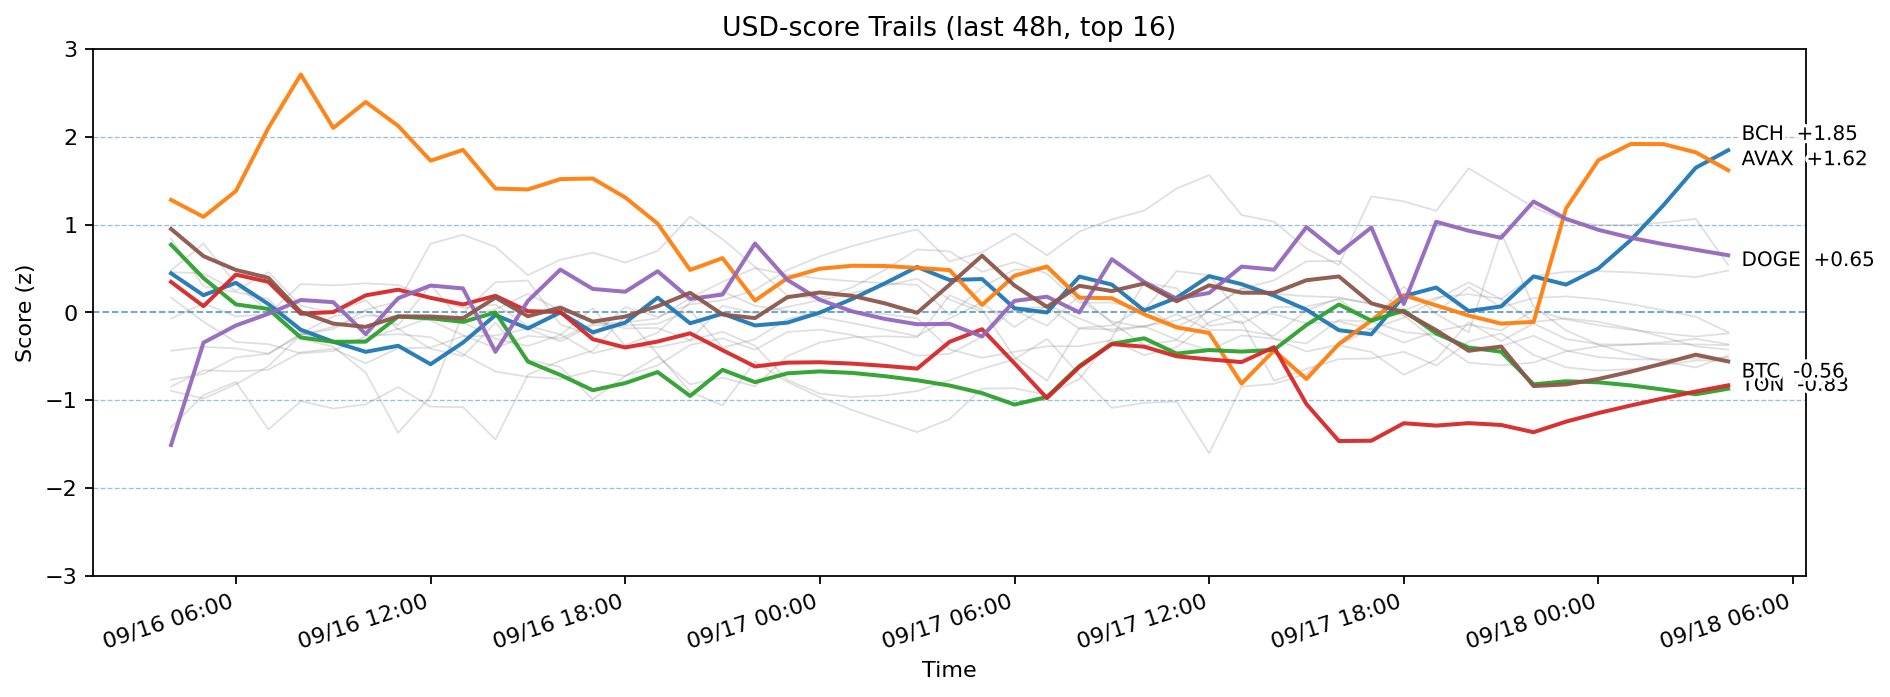 USD-score Trails (last 48h, top 16)
3
2
1
0
−1
−2
−3
Score (z)
BCH +1.85
AVAX +1.62
DOGE +0.65
BTC -0.56
TON -0.83
09/16 06:00
09/16 12:00
09/16 18:00
09/17 00:00
09/17 06:00
09/17 12:00
09/17 18:00
09/18 00:00
09/18 06:00
Time